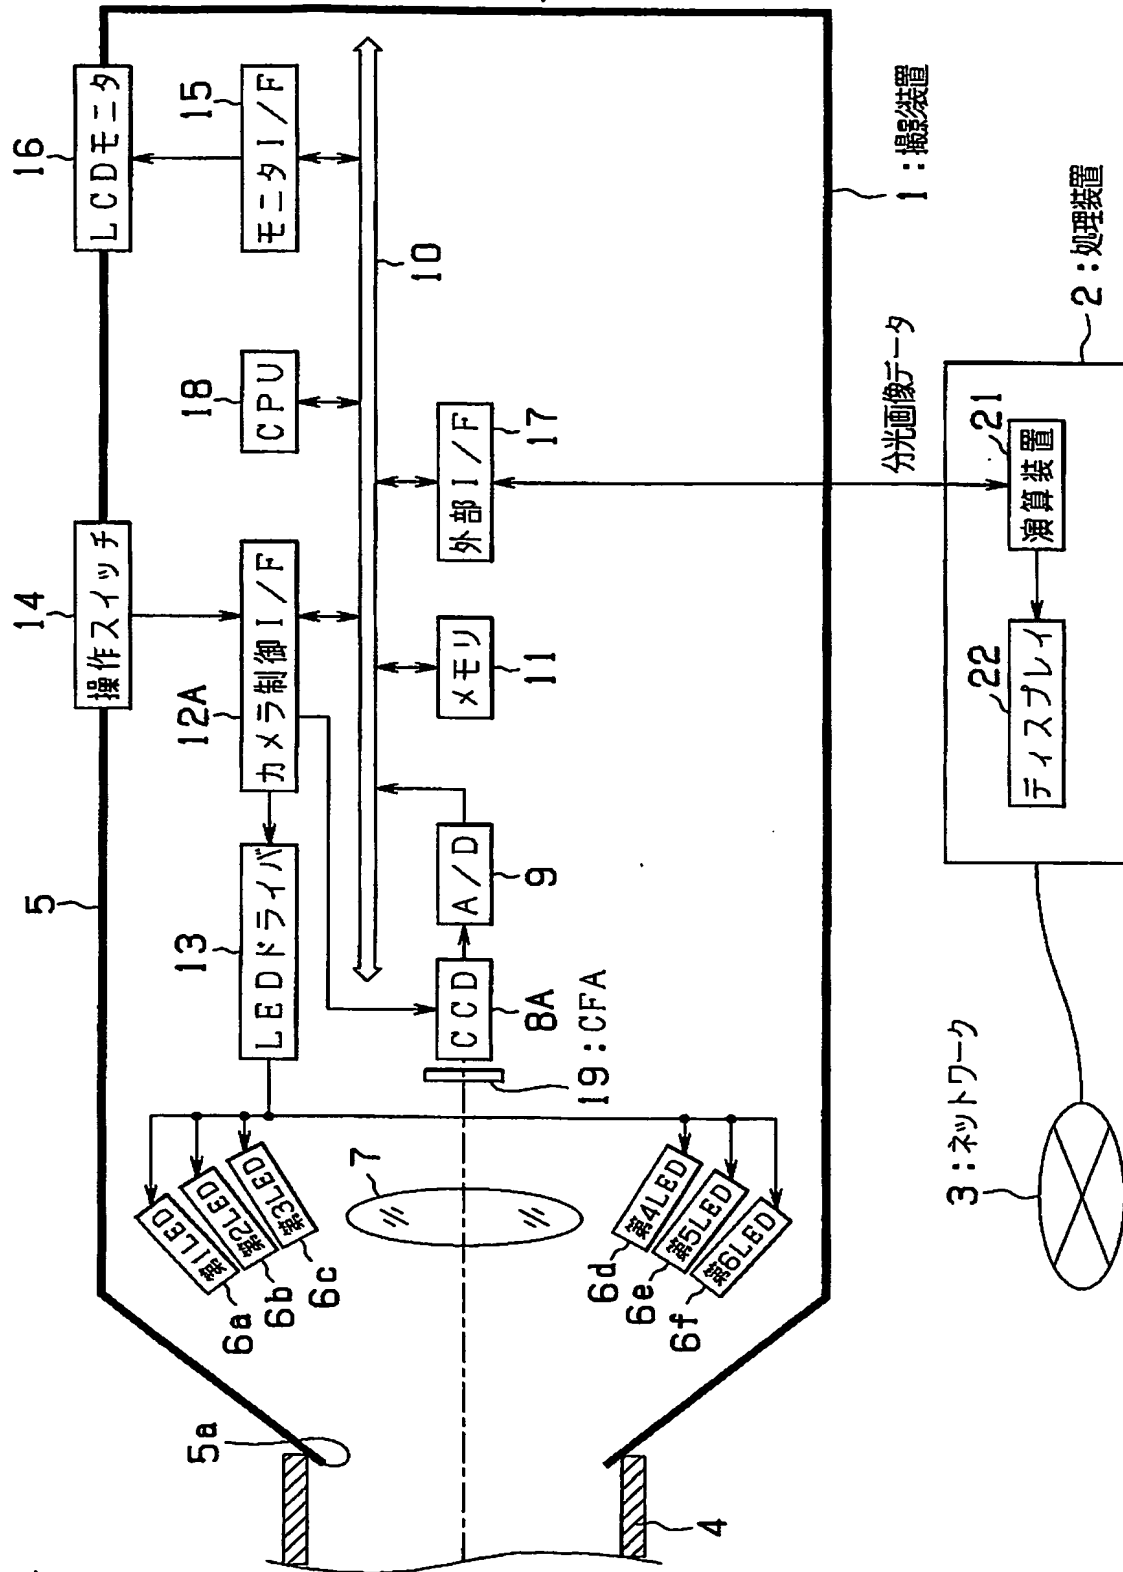 16
LCDモニタ
15
モニタI/F
10
1:撮影装置
18
CPU
外部I/F
17
分光画像データ
2:処理装置
21
演算装置
22
ディスプレイ
14
操作スイッチ
12A
カメラ制御I/F
メモリ
11
5
13
LEDドライバ
A/D
9
CCD
8A
19:CFA
3:ネットワーク
第1LED
第2LED
第3LED
6a
6b
6c
7
第4LED
第5LED
第6LED
6d
6e
6f
5a
4